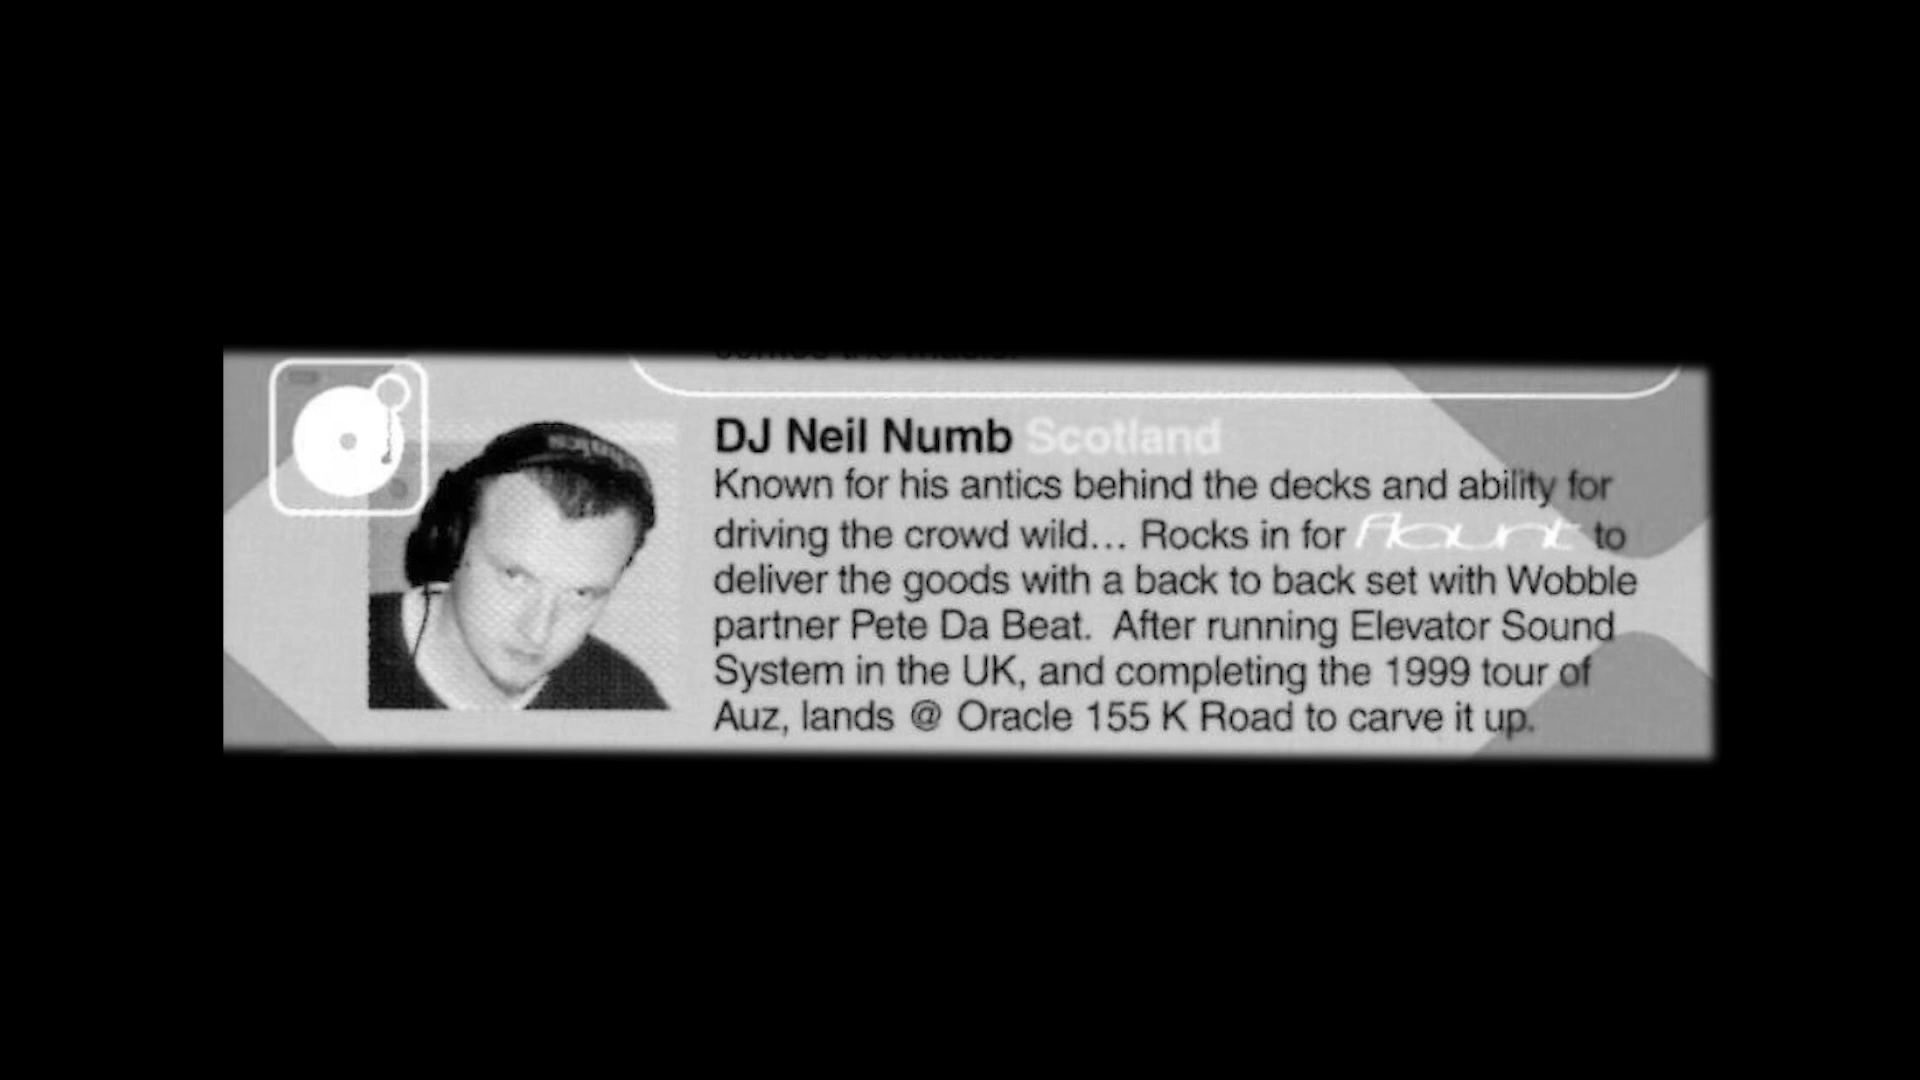 DJ Neil Numb Scotland
Known for his antics behind the decks and ability for
driving the crowd wild... Rocks in for Flaunt to
deliver the goods with a back to back set with Wobble
partner Pete Da Beat.  After running Elevator Sound
System in the UK, and completing the 1999 tour of
Auz, lands @ Oracle 155 K Road to carve it up.